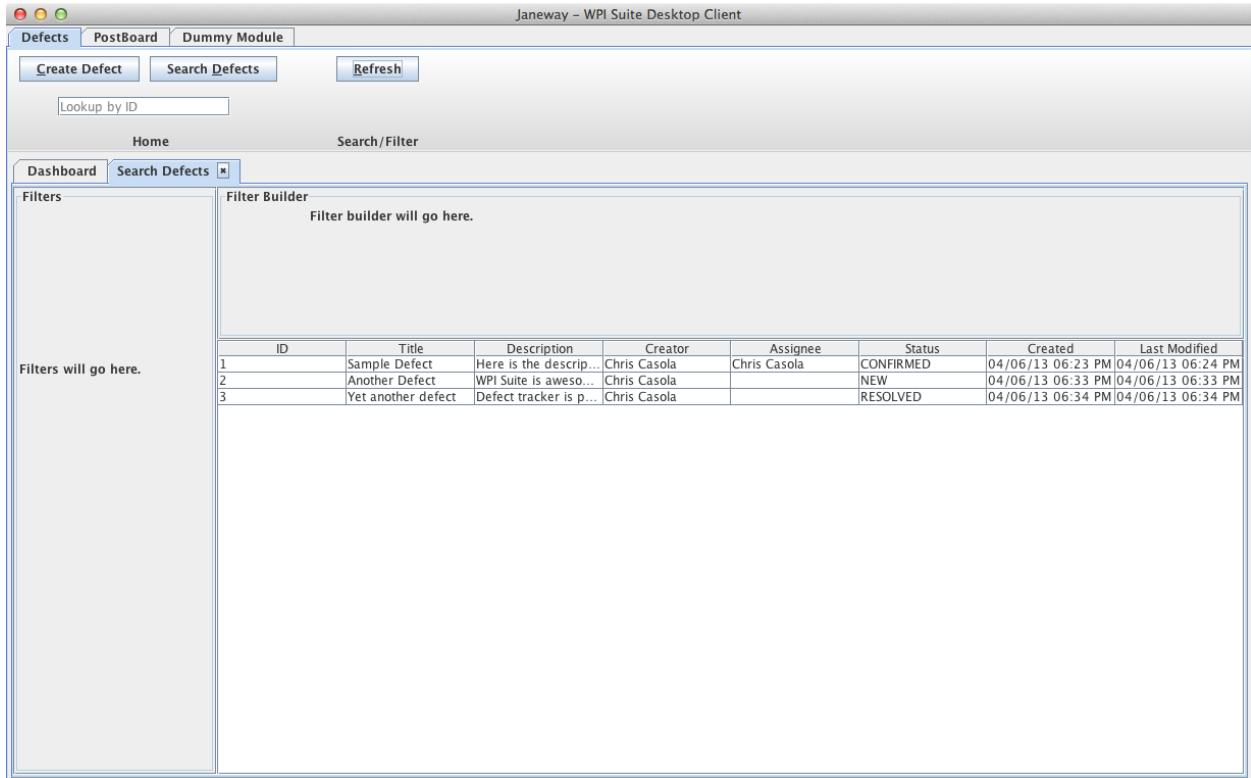 Janeway – WPI Suite Desktop Client
Defects PostBoard Dummy Module
Create Defect Search Defects Refresh
Lookup by ID
Home Search/Filter
Dashboard Search Defects
Filters Filter Builder
Filter builder will go here.
ID Title Description Creator Assignee Status Created Last Modified
1 Sample Defect Here is the descrip... Chris Casola Chris Casola CONFIRMED 04/06/13 06:23 PM 04/06/13 06:24 PM
Filters will go here.
2 Another Defect WPI Suite is aweso... Chris Casola NEW 04/06/13 06:33 PM 04/06/13 06:33 PM
3 Yet another defect Defect tracker is p... Chris Casola RESOLVED 04/06/13 06:34 PM 04/06/13 06:34 PM